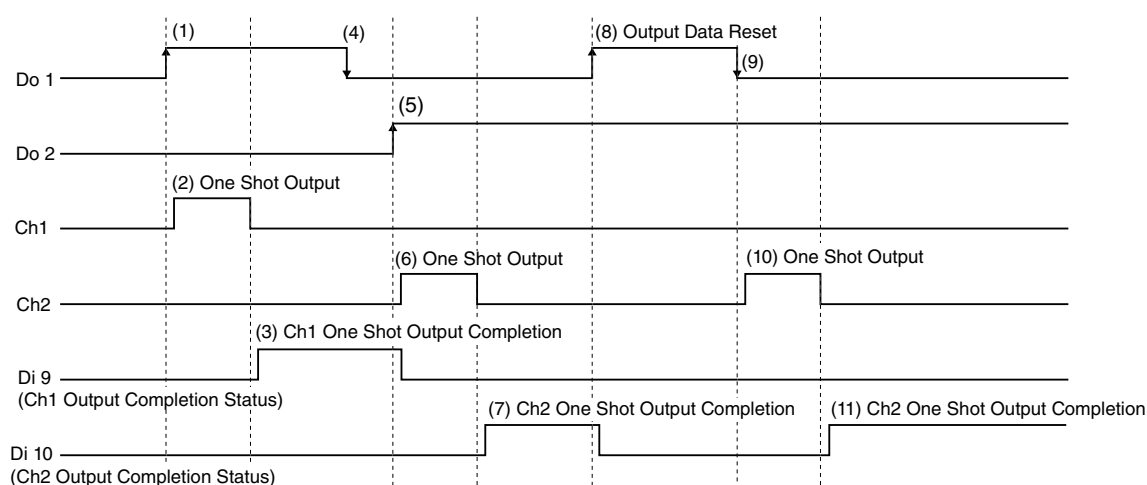 (1)
(4)
(8) Output Data Reset
Do 1
(9)
(5)
Do 2
(2) One Shot Output
Ch1
(6) One Shot Output
(10) One Shot Output
Ch2
(3) Ch1 One Shot Output Completion
Di 9
(Ch1 Output Completion Status)
(7) Ch2 One Shot Output Completion
(11) Ch2 One Shot Output Completion
Di 10
(Ch2 Output Completion Status)